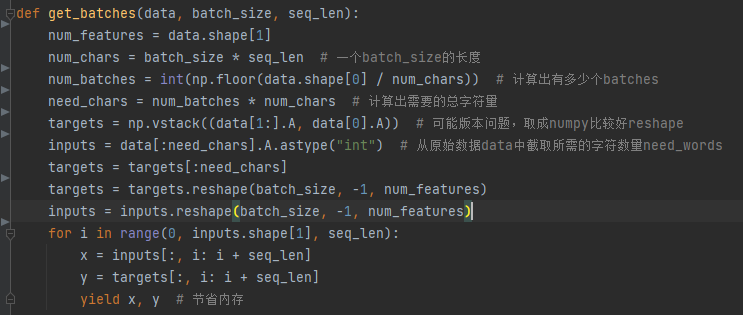 def get_batches(data, batch_size, seq_len):
    num_features = data.shape[1]
    num_chars = batch_size * seq_len  # 一个batch_size的长度
    num_batches = int(np.floor(data.shape[0] / num_chars))  # 计算出有多少个batches
    need_chars = num_batches * num_chars  # 计算出需要的总字符量
    targets = np.vstack((data[1:].A, data[0].A))  # 可能版本问题，取成numpy比较好reshape
    inputs = data[:need_chars].A.astype("int")  # 从原始数据data中截取所需的字符数量need_words
    targets = targets[:need_chars]
    targets = targets.reshape(batch_size, -1, num_features)
    inputs = inputs.reshape(batch_size, -1, num_features)
    for i in range(0, inputs.shape[1], seq_len):
        x = inputs[:, i: i + seq_len]
        y = targets[:, i: i + seq_len]
        yield x, y  # 节省内存